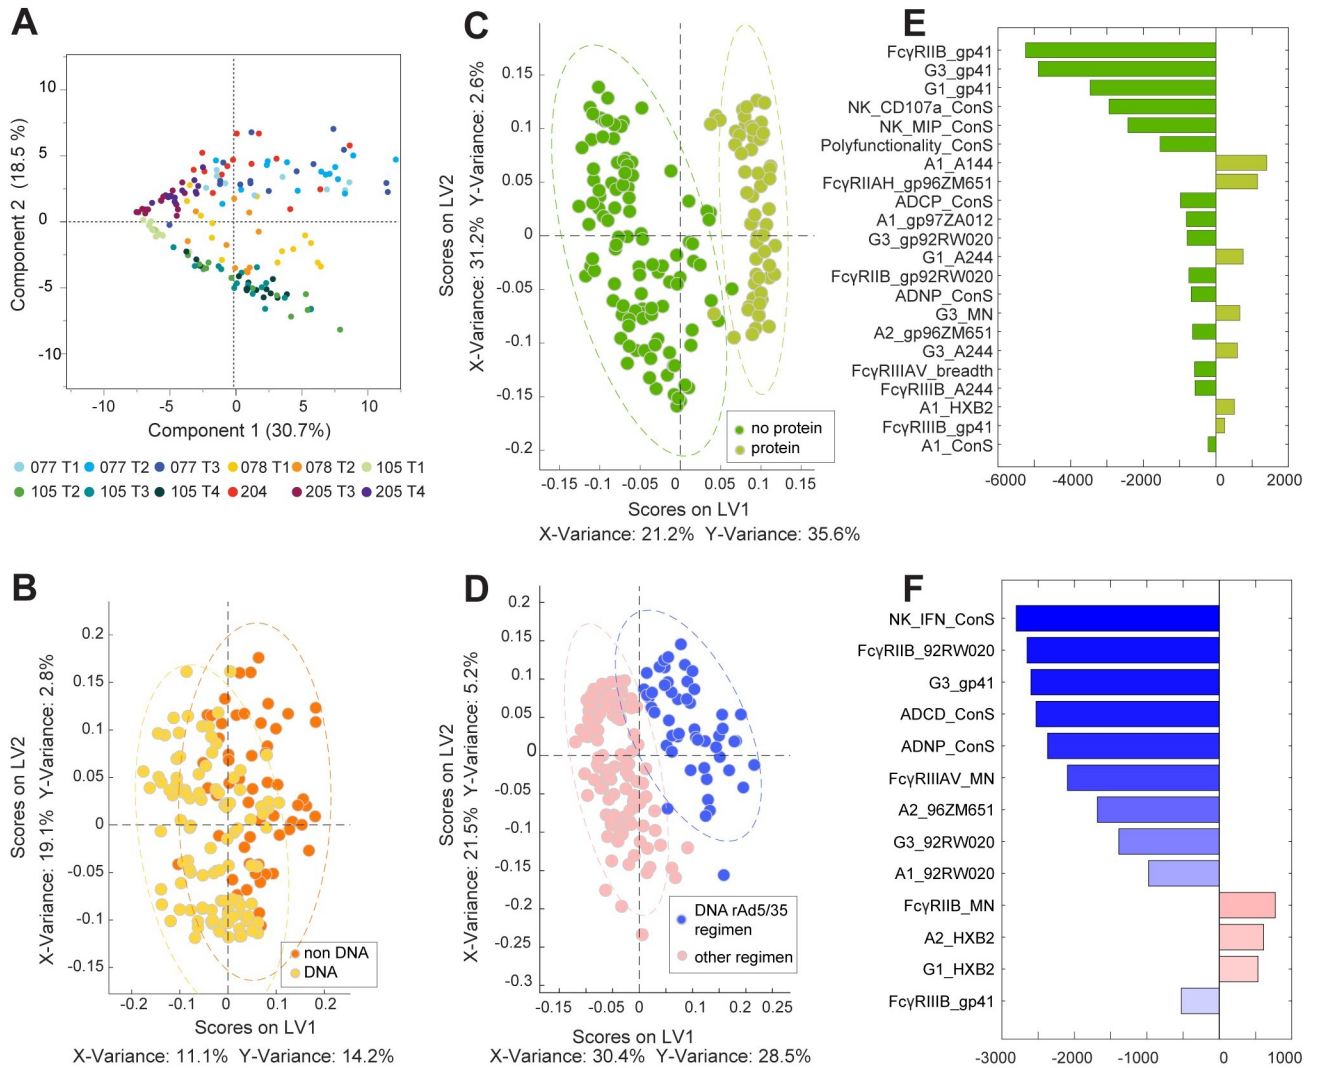 A
10
5
0
-5
-10
-10 -5 0 5 10
Component 2 (18.5 %)
Component 1 (30.7%)
077 T1 077 T2 077 T3 078 T1 078 T2 105 T1
105 T2 105 T3 105 T4 204 205 T3 205 T4
B
0.2
0.15
0.1
0.05
0
-0.05
-0.1
-0.15
-0.2 -0.1 0 0.1 0.2
Scores on LV2
X-Variance: 19.1% Y-Variance: 2.8%
non DNA
DNA
Scores on LV1
X-Variance: 11.1% Y-Variance: 14.2%
C
0.15
0.1
0.05
0
-0.05
-0.1
-0.15
-0.2
-0.15 -0.1 -0.05 0 0.05 0.1 0.15
Scores on LV2
X-Variance: 31.2% Y-Variance: 2.6%
no protein
protein
Scores on LV1
X-Variance: 21.2% Y-Variance: 35.6%
D
0.2
0.15
0.1
0.05
0
-0.05
-0.1
-0.15
-0.2
-0.25
-0.3
-0.15 -0.05 0 0.1 0.2 0.25
Scores on LV2
X-Variance: 21.5% Y-Variance: 5.2%
DNA rAd5/35
regimen
other regimen
Scores on LV1
X-Variance: 30.4% Y-Variance: 28.5%
E
FcγRIIB_gp41
G3_gp41
G1_gp41
NK_CD107a_ConS
NK_MIP_ConS
Polyfunctionality_ConS
A1_A144
FcγRIIAH_gp96ZM651
ADCP_ConS
A1_gp97ZA012
G3_gp92RW020
G1_A244
FcγRIIB_gp92RW020
ADNP_ConS
G3_MN
A2_gp96ZM651
G3_A244
FcγRIIIAV_breadth
FcγRIIIB_A244
A1_HXB2
FcγRIIIB_gp41
A1_ConS
-6000 -4000 -2000 0 2000
F
NK_IFN_ConS
FcγRIIB_92RW020
G3_gp41
ADCD_ConS
ADNP_ConS
FcγRIIIAV_MN
A2_96ZM651
G3_92RW020
A1_92RW020
FcγRIIB_MN
A2_HXB2
G1_HXB2
FcγRIIIB_gp41
-3000 -2000 -1000 0 1000